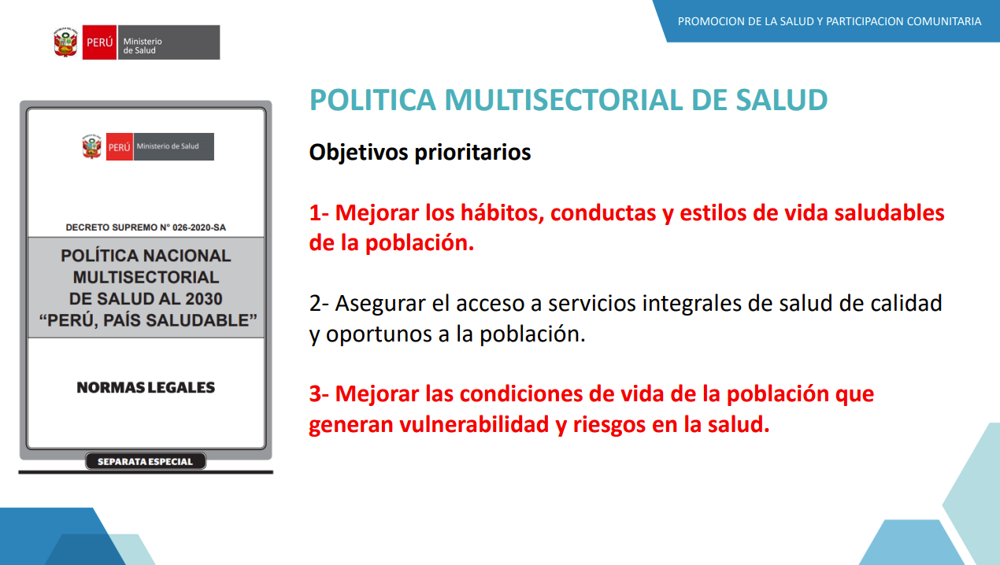 PROMOCION DE LA SALUD Y PARTICIPACION COMUNITARIA
PERÚ
Ministerio
de Salud
POLITICA MULTISECTORIAL DE SALUD
Objetivos prioritarios
1- Mejorar los hábitos, conductas y estilos de vida saludables
de la población.
2- Asegurar el acceso a servicios integrales de salud de calidad
y oportunos a la población.
3- Mejorar las condiciones de vida de la población que
generan vulnerabilidad y riesgos en la salud.
PERÚ
Ministerio de Salud
DECRETO SUPREMO N° 026-2020-SA
POLÍTICA NACIONAL
MULTISECTORIAL
DE SALUD AL 2030
“PERÚ, PAÍS SALUDABLE”
NORMAS LEGALES
SEPARATA ESPECIAL